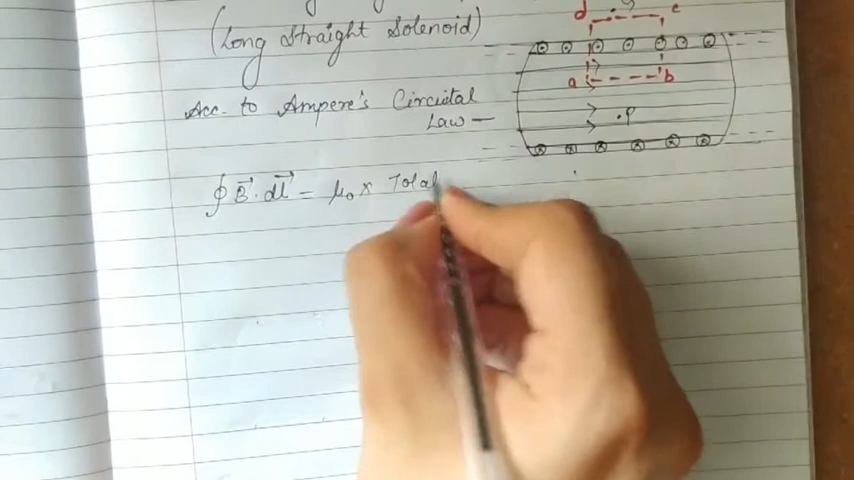 (Long Straight Solenoid)
d c
a b
Acc. to Ampere's Circuital
Law —
.P
∮ B⃗ . dl⃗ = μ₀ x Total